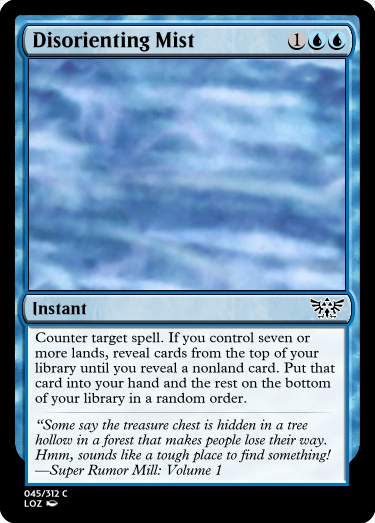 Disorienting Mist 1
Instant
Counter target spell. If you control seven or
more lands, reveal cards from the top of your
library until you reveal a nonland card. Put that
card into your hand and the rest on the bottom
of your library in a random order.
“Some say the treasure chest is hidden in a tree
hollow in a forest that makes people lose their way.
Hmm, sounds like a tough place to find something!
—Super Rumor Mill: Volume 1
045/312 C
LOZ